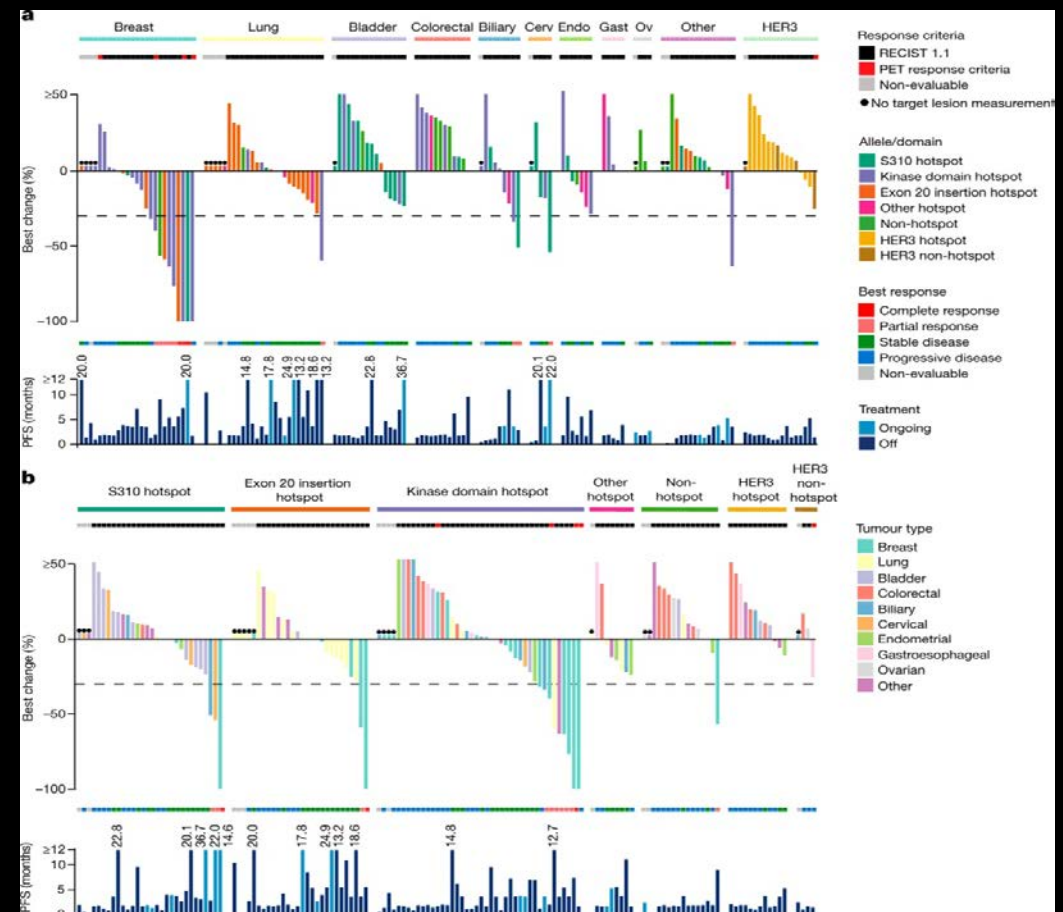 a
Breast Lung Bladder Colorectal Biliary Cerv Endo Gast Ov Other HER3
Response criteria
RECIST 1.1
PET response criteria
Non-evaluable
No target lesion measurement
Best change (%)
≥50
0
−50
−100
Allele/domain
S310 hotspot
Kinase domain hotspot
Exon 20 insertion hotspot
Other hotspot
Non-hotspot
HER3 hotspot
HER3 non-hotspot
Best response
Complete response
Partial response
Stable disease
Progressive disease
Non-evaluable
20.0 20.0 14.8 17.8 24.9 13.2 18.6 13.2 22.8 36.7 20.1 22.0
PFS (months)
≥12
10
5
0
Treatment
Ongoing
Off
b
S310 hotspot
Exon 20 insertion
hotspot
Kinase domain hotspot
Other
hotspot
Non-
hotspot
HER3
hotspot
HER3
non-
hotspot
Best change (%)
≥50
0
−50
−100
Tumour type
Breast
Lung
Bladder
Colorectal
Biliary
Cervical
Endometrial
Gastroesophageal
Ovarian
Other
22.8 20.1 36.7 22.0 14.6 20.0 17.8 24.9 13.2 18.6 14.8 12.7
PFS (months)
≥12
10
5